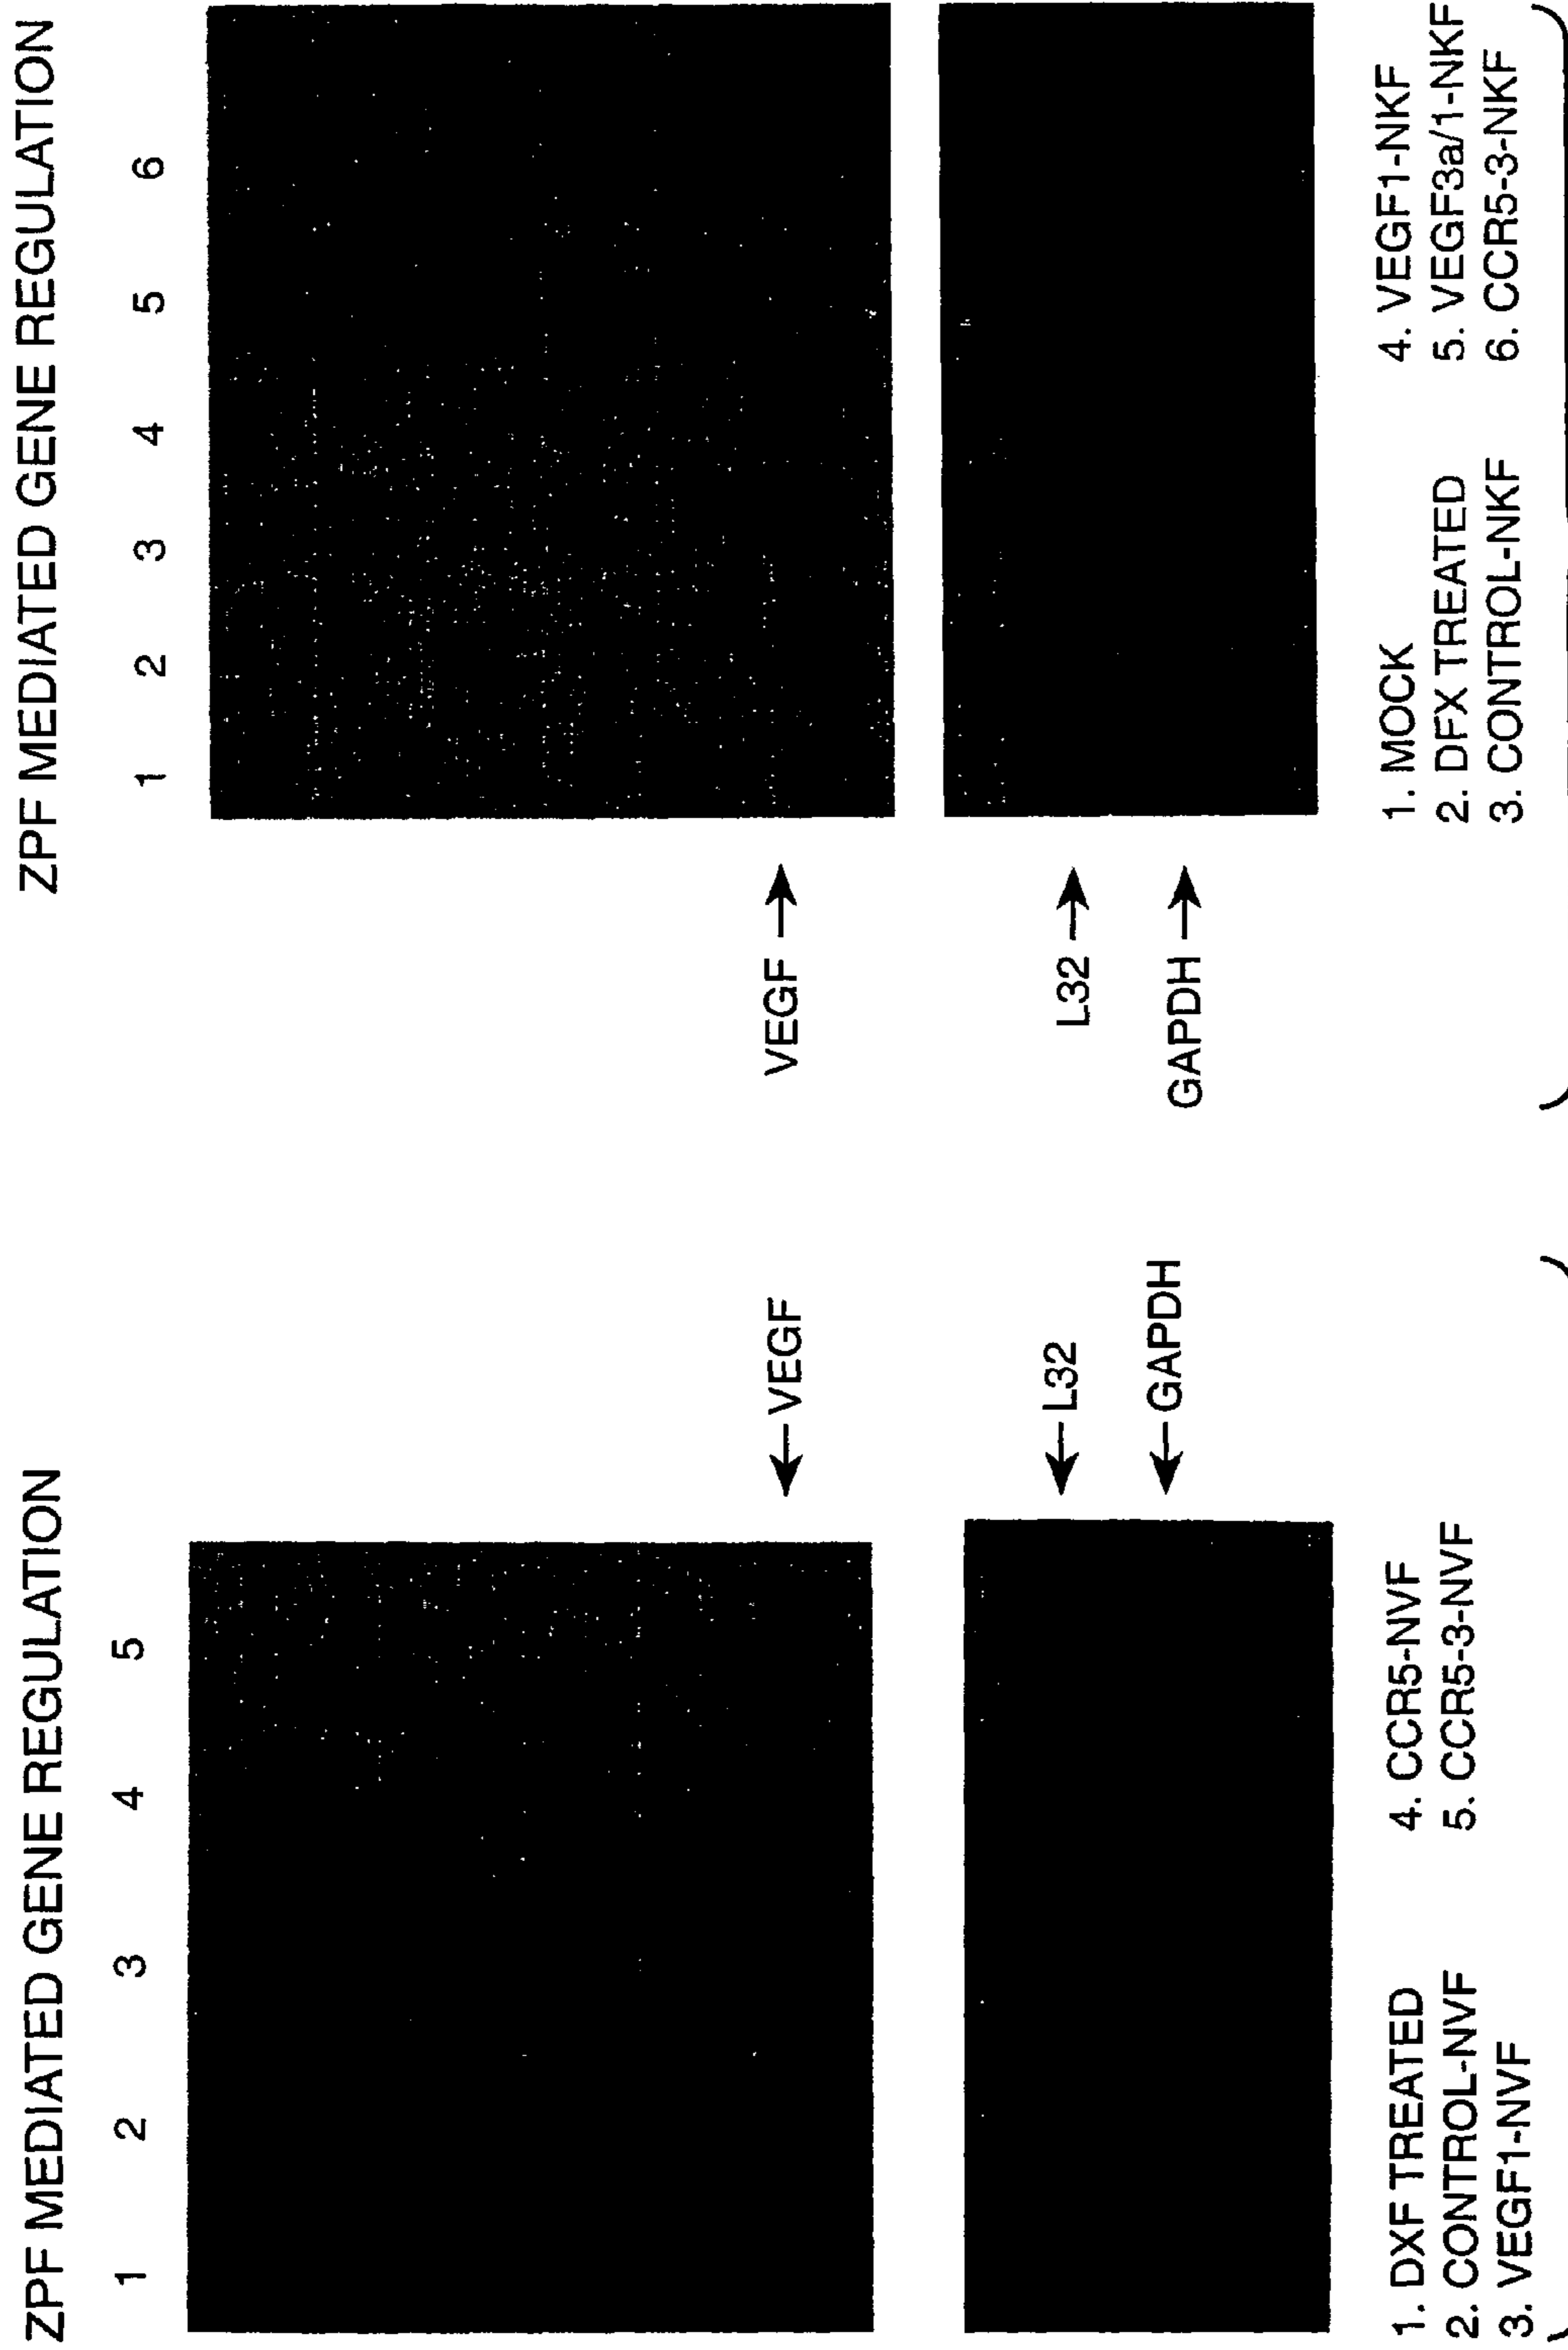 ZPF MEDIATED GENE REGULATION
1 2 3 4 5
←VEGF
←L32
←GAPDH
1. DXF TREATED
2. CONTROL-NVF
3. VEGF1-NVF
4. CCR5-NVF
5. CCR5-3-NVF
ZPF MEDIATED GENE REGULATION
1 2 3 4 5 6
VEGF →
L32 →
GAPDH →
1. MOCK
2. DFX TREATED
3. CONTROL-NKF
4. VEGF1-NKF
5. VEGF3a/1-NKF
6. CCR5-3-NKF